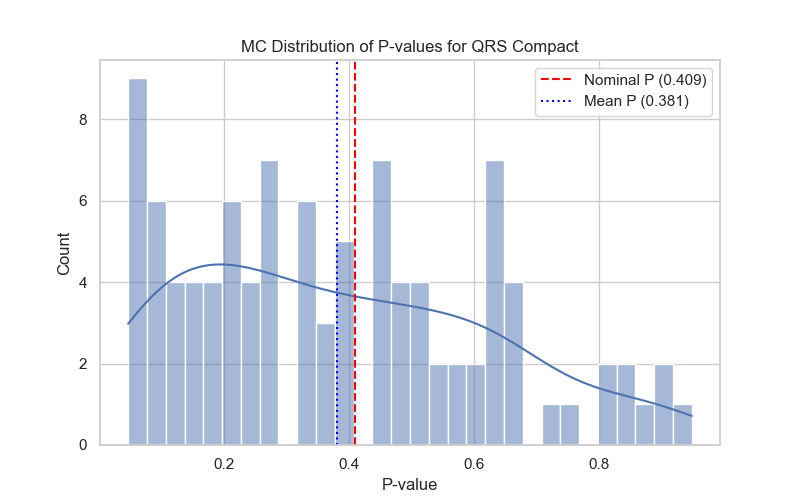 MC Distribution of P-values for QRS Compact
Nominal P (0.409)
Mean P (0.381)
Count
8
6
4
2
0
0.2 0.4 0.6 0.8
P-value